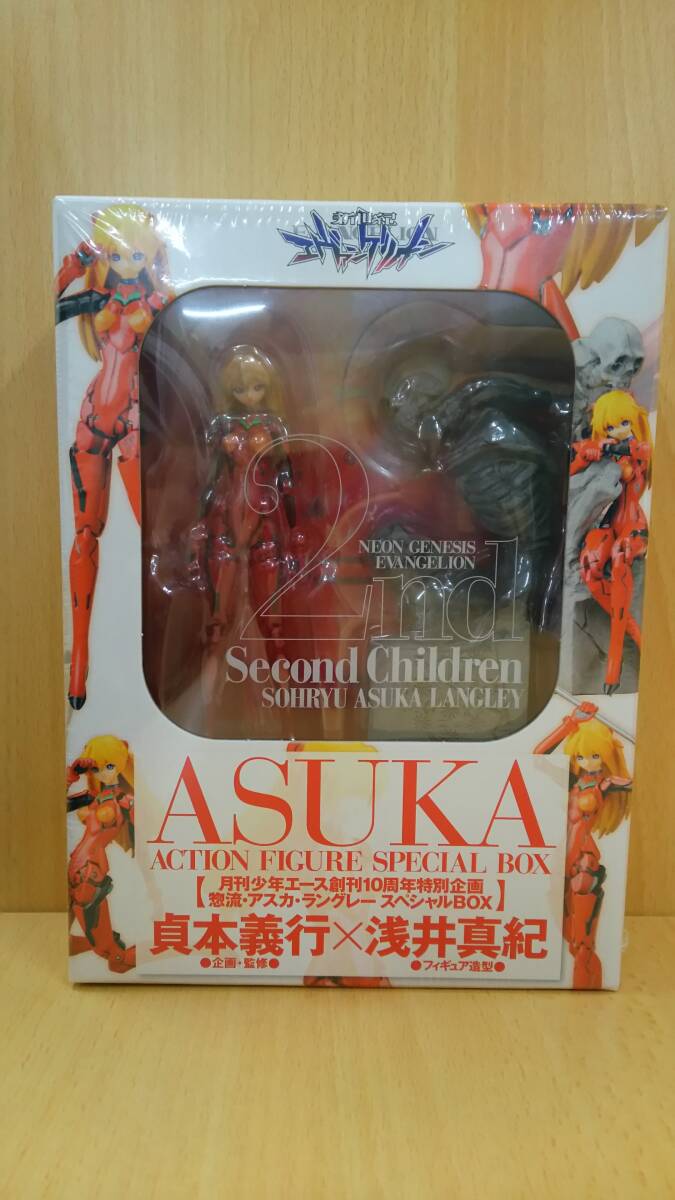 新世紀
EVANGELION
エヴァンゲリオン
2nd
NEON GENESIS
EVANGELION
Second Children
SOHRYU ASUKA LANGLEY
ASUKA
ACTION FIGURE SPECIAL BOX
【月刊少年エース創刊10周年特別企画
惣流・アスカ・ラングレー スペシャルBOX】
貞本義行×浅井真紀
●企画・監修● ●フィギュア造型●